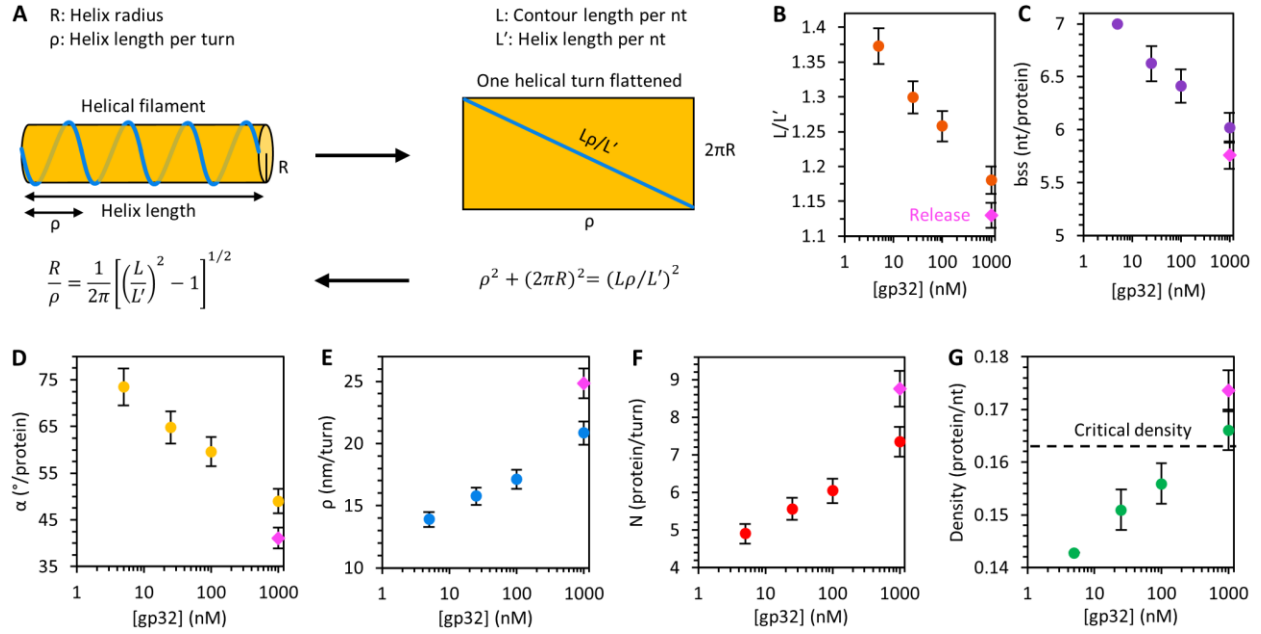 A
R: Helix radius
ρ: Helix length per turn
L: Contour length per nt
L′: Helix length per nt
Helical filament
R
ρ
Helix length
One helical turn flattened
Lρ/L′
2πR
ρ
R/ρ = 1/2π [(L/L′)² − 1]^1/2
ρ² + (2πR)² = (Lρ/L′)²
B
L/L′
1.4
1.35
1.3
1.25
1.2
1.15
1.1
Release
1 10 100 1000
[gp32] (nM)
C
bss (nt/protein)
7
6.5
6
5.5
5
1 10 100 1000
[gp32] (nM)
D
α (°/protein)
75
65
55
45
35
1 10 100 1000
[gp32] (nM)
E
ρ (nm/turn)
25
20
15
10
1 10 100 1000
[gp32] (nM)
F
N (protein/turn)
9
8
7
6
5
4
1 10 100 1000
[gp32] (nM)
G
Density (protein/nt)
0.18
0.17
0.16
0.15
0.14
Critical density
1 10 100 1000
[gp32] (nM)